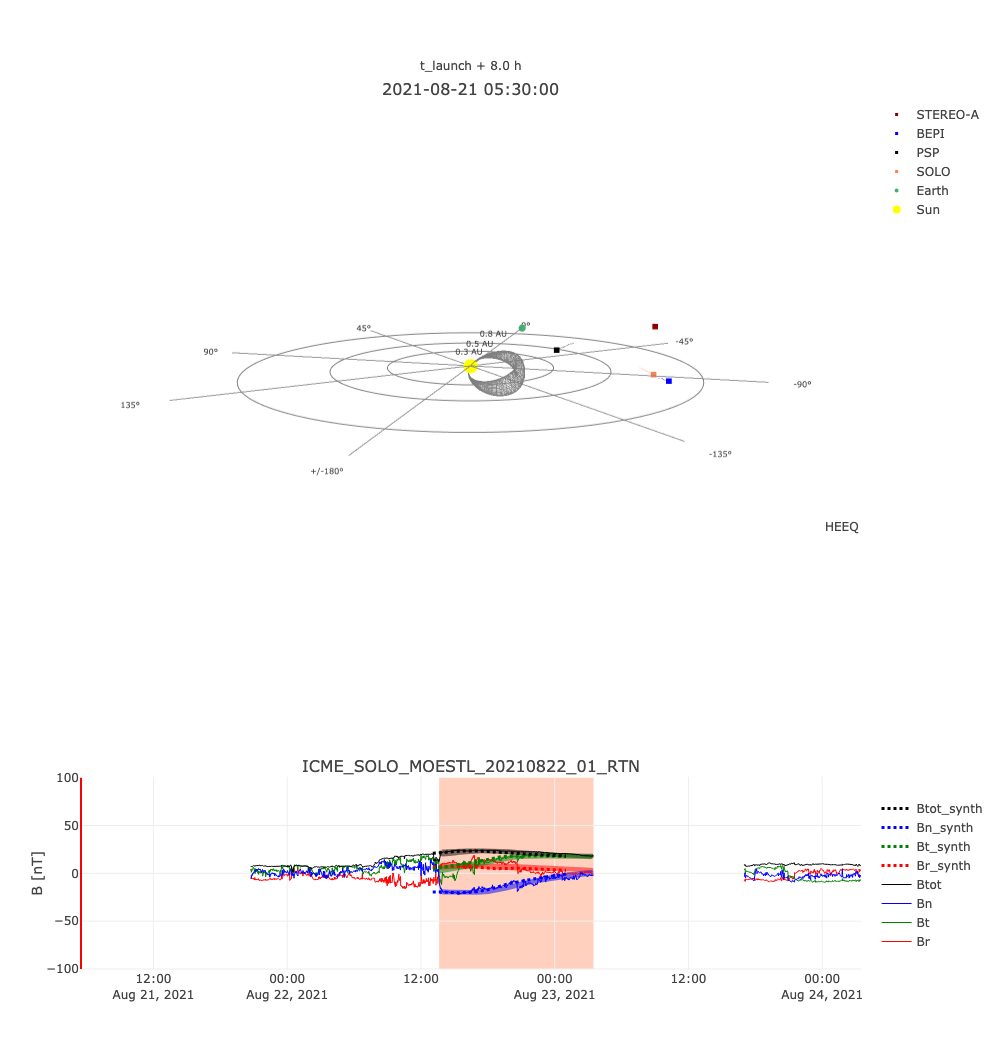 t_launch + 8.0 h
2021-08-21 05:30:00
STEREO-A
BEPI
PSP
SOLO
Earth
Sun
0°
45°
0.8 AU
-45°
0.5 AU
90°
0.3 AU
-90°
135°
-135°
+/-180°
HEEQ
ICME_SOLO_MOESTL_20210822_01_RTN
100
50
0
−50
−100
B [nT]
Btot_synth
Bn_synth
Bt_synth
Br_synth
Btot
Bn
Bt
Br
12:00
00:00
12:00
00:00
12:00
00:00
Aug 21, 2021
Aug 22, 2021
Aug 23, 2021
Aug 24, 2021